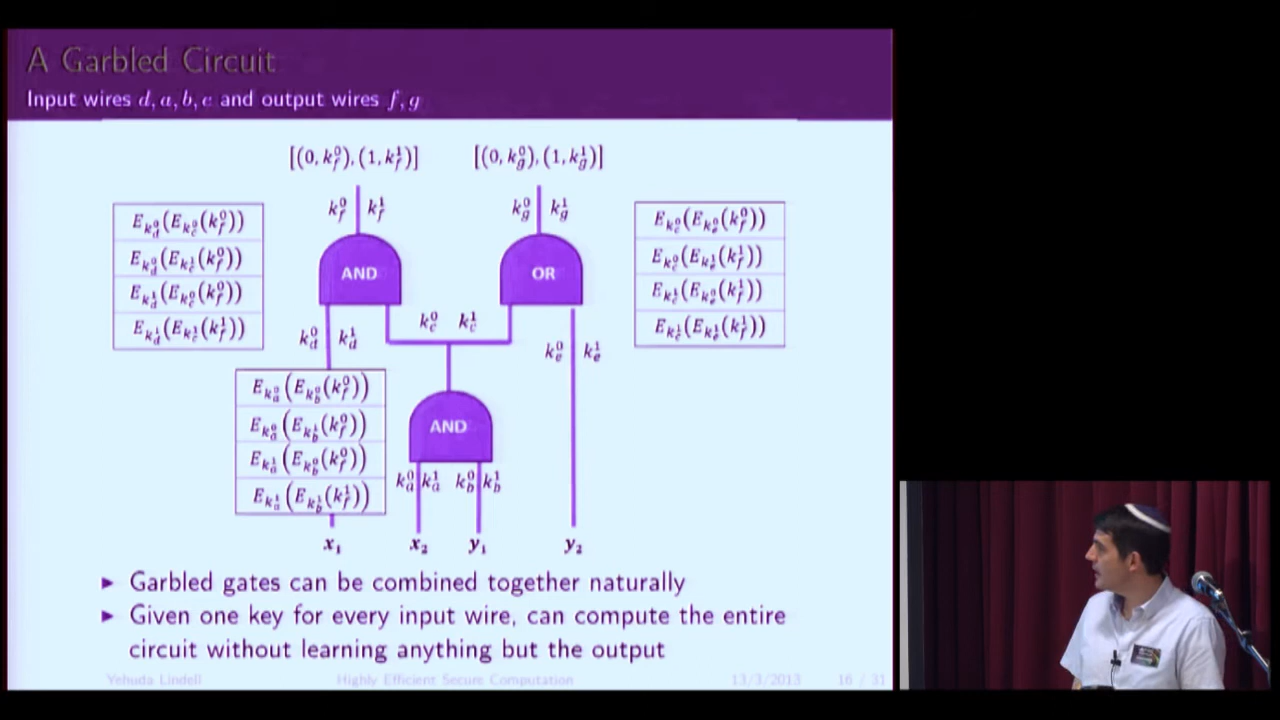 A Garbled Circuit
Input wires d, a, b, e and output wires f, g
[(0, k_f^0), (1, k_f^1)] [(0, k_g^0), (1, k_g^1)]
k_f^0 k_f^1 k_g^0 k_g^1
E_{k_d^0}(E_{k_c^0}(k_f^0))
E_{k_d^0}(E_{k_c^1}(k_f^0))
E_{k_d^1}(E_{k_c^0}(k_f^0))
E_{k_d^1}(E_{k_c^1}(k_f^1))
AND OR
E_{k_c^0}(E_{k_e^0}(k_f^0))
E_{k_c^0}(E_{k_e^1}(k_f^1))
E_{k_c^1}(E_{k_e^0}(k_f^1))
E_{k_c^1}(E_{k_e^1}(k_f^1))
k_d^0 k_d^1 k_c^0 k_c^1 k_e^0 k_e^1
E_{k_a^0}(E_{k_b^0}(k_f^0))
E_{k_a^0}(E_{k_b^1}(k_f^0))
E_{k_a^1}(E_{k_b^0}(k_f^0))
E_{k_a^1}(E_{k_b^1}(k_f^1))
AND
k_a^0 k_a^1 k_b^0 k_b^1
x_1 x_2 y_1 y_2
▶ Garbled gates can be combined together naturally
▶ Given one key for every input wire, can compute the entire
circuit without learning anything but the output
Yehuda Lindell Highly Efficient Secure Computation 13/3/2013 16 / 31